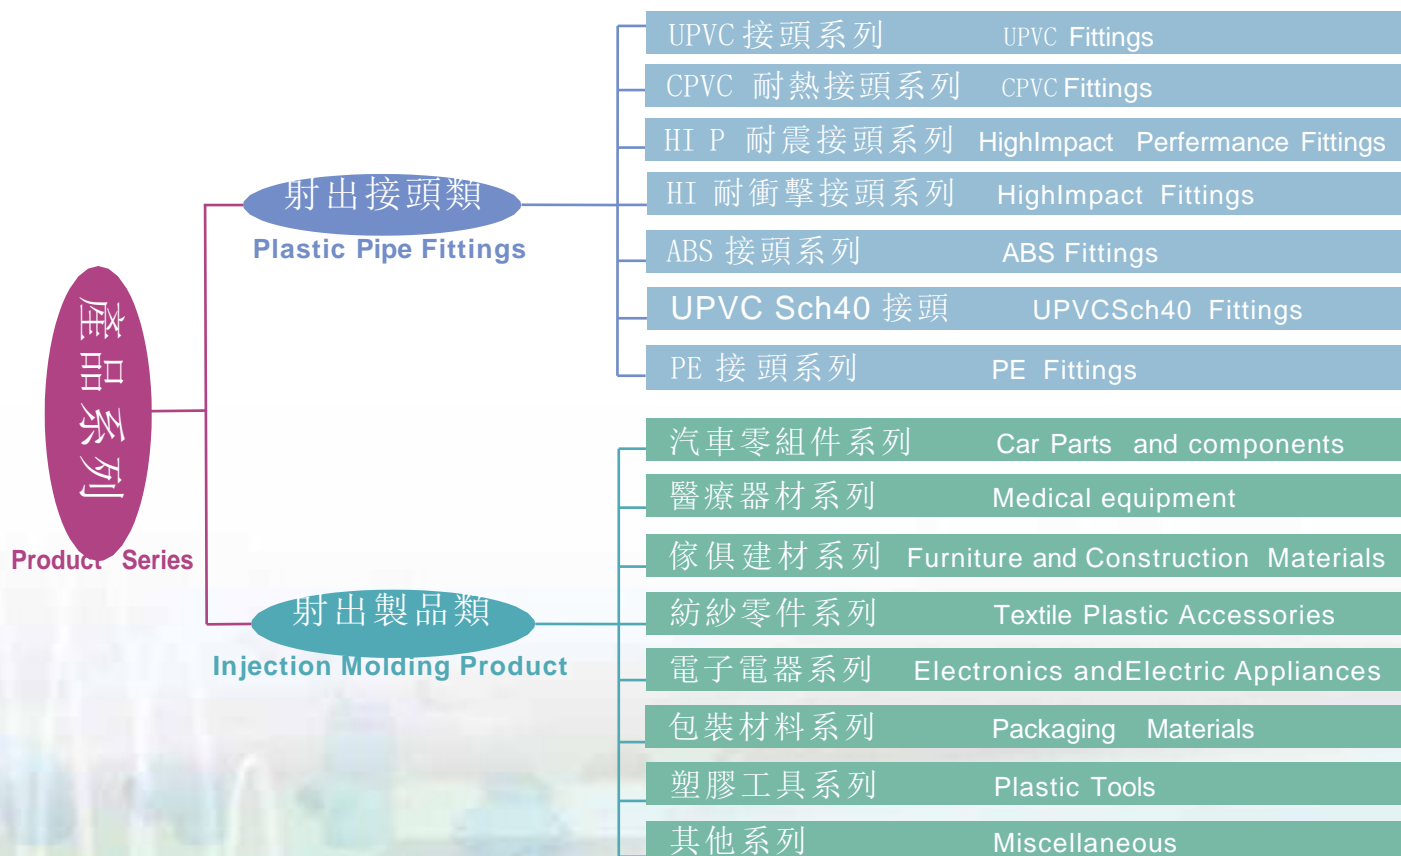 產品系列
Product Series
射出接頭類
Plastic Pipe Fittings
UPVC 接頭系列 UPVC Fittings
CPVC 耐熱接頭系列 CPVC Fittings
HI P 耐震接頭系列 HighImpact Perfermance Fittings
HI 耐衝擊接頭系列 HighImpact Fittings
ABS 接頭系列 ABS Fittings
UPVC Sch40 接頭 UPVCSch40 Fittings
PE 接頭系列 PE Fittings
射出製品類
Injection Molding Product
汽車零組件系列 Car Parts and components
醫療器材系列 Medical equipment
傢俱建材系列 Furniture and Construction Materials
紡紗零件系列 Textile Plastic Accessories
電子電器系列 Electronics andElectric Appliances
包裝材料系列 Packaging Materials
塑膠工具系列 Plastic Tools
其他系列 Miscellaneous